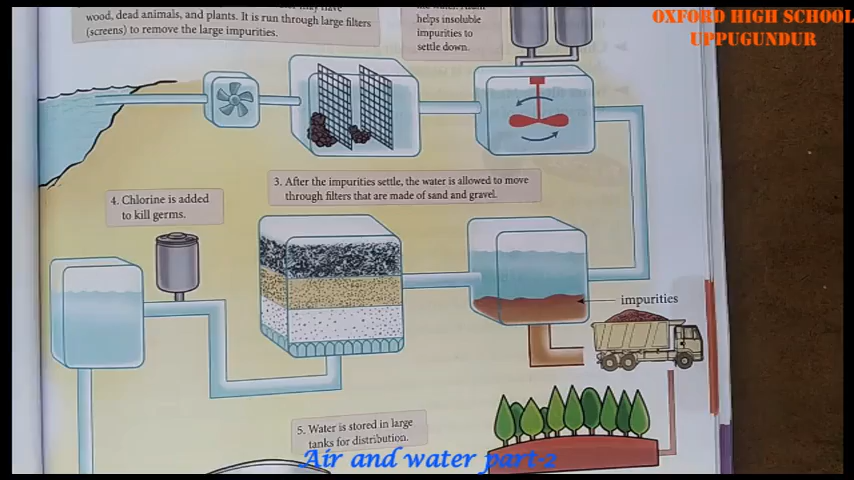 wood, dead animals, and plants. It is run through large filters
(screens) to remove the large impurities.
helps insoluble
impurities to
settle down.
OXFORD HIGH SCHOOL
UPPUGUNDUR
3. After the impurities settle, the water is allowed to move
through filters that are made of sand and gravel.
4. Chlorine is added
to kill germs.
impurities
5. Water is stored in large
tanks for distribution.
Air and water part-2